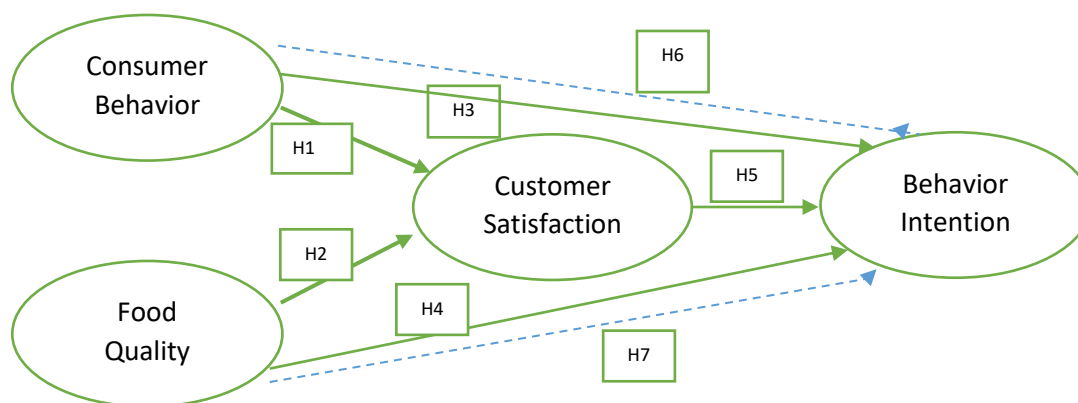 Consumer
Behavior
H6
H3
H1
Customer
Satisfaction
H5
Behavior
Intention
H2
Food
Quality
H4
H7